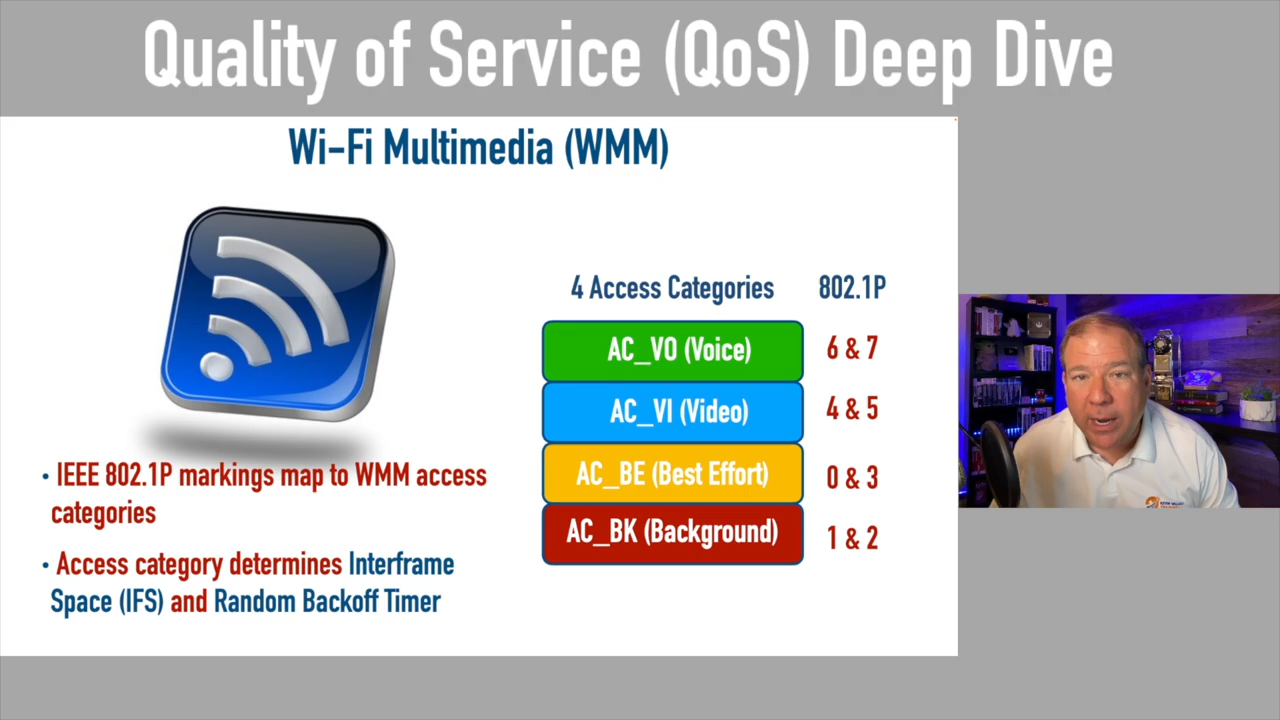 Quality of Service (QoS) Deep Dive
Wi-Fi Multimedia (WMM)
4 Access Categories 802.1P
AC_VO (Voice) 6 & 7
AC_VI (Video) 4 & 5
AC_BE (Best Effort) 0 & 3
AC_BK (Background) 1 & 2
• IEEE 802.1P markings map to WMM access
categories
• Access category determines Interframe
Space (IFS) and Random Backoff Timer